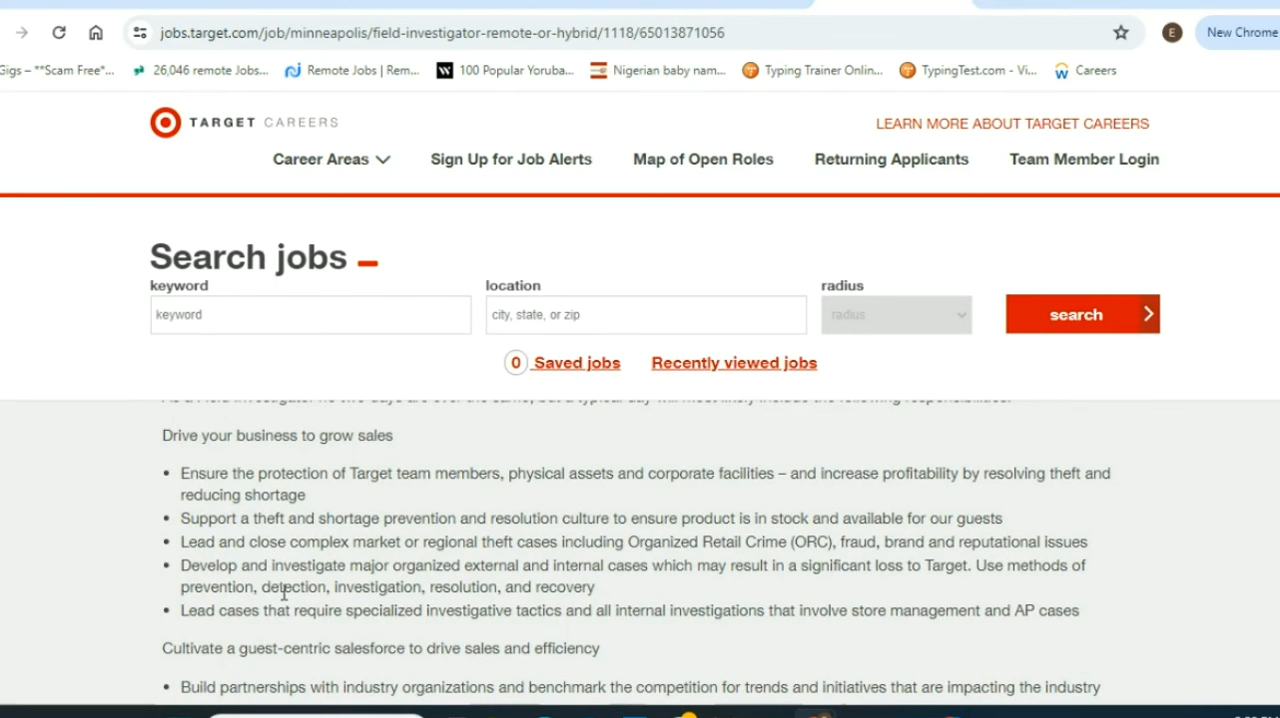 jobs.target.com/job/minneapolis/field-investigator-remote-or-hybrid/1118/65013871056
E
New Chrome
Gigs – **Scam Free*...
26,046 remote Jobs...
Remote Jobs | Rem...
100 Popular Yoruba...
Nigerian baby nam...
Typing Trainer Onlin...
TypingTest.com - Vi...
Careers
TARGET CAREERS
LEARN MORE ABOUT TARGET CAREERS
Career Areas
Sign Up for Job Alerts
Map of Open Roles
Returning Applicants
Team Member Login
Search jobs
keyword
location
radius
keyword
city, state, or zip
radius
search
0 Saved jobs
Recently viewed jobs
Drive your business to grow sales
• Ensure the protection of Target team members, physical assets and corporate facilities – and increase profitability by resolving theft and
reducing shortage
• Support a theft and shortage prevention and resolution culture to ensure product is in stock and available for our guests
• Lead and close complex market or regional theft cases including Organized Retail Crime (ORC), fraud, brand and reputational issues
• Develop and investigate major organized external and internal cases which may result in a significant loss to Target. Use methods of
prevention, detection, investigation, resolution, and recovery
• Lead cases that require specialized investigative tactics and all internal investigations that involve store management and AP cases
Cultivate a guest-centric salesforce to drive sales and efficiency
• Build partnerships with industry organizations and benchmark the competition for trends and initiatives that are impacting the industry